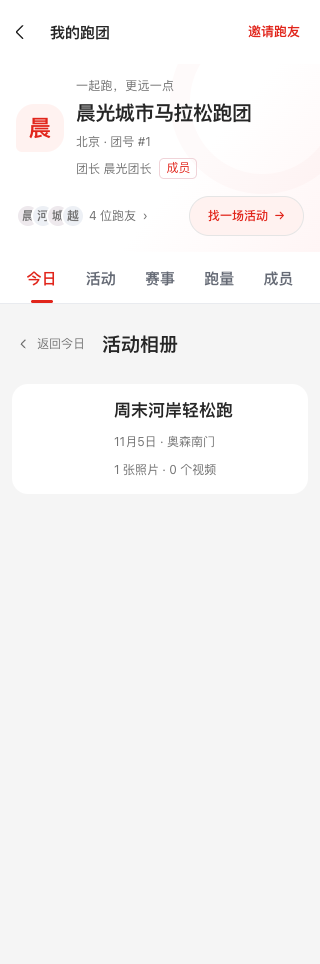 我的跑团
邀请跑友
一起跑，更远一点
晨
晨光城市马拉松跑团
北京 · 团号 #1
团长 晨光团长 成员
晨 河 城 越 4 位跑友 ›
找一场活动 →
今日 活动 赛事 跑量 成员
返回今日
活动相册
周末河岸轻松跑
11月5日 · 奥森南门
1 张照片 · 0 个视频